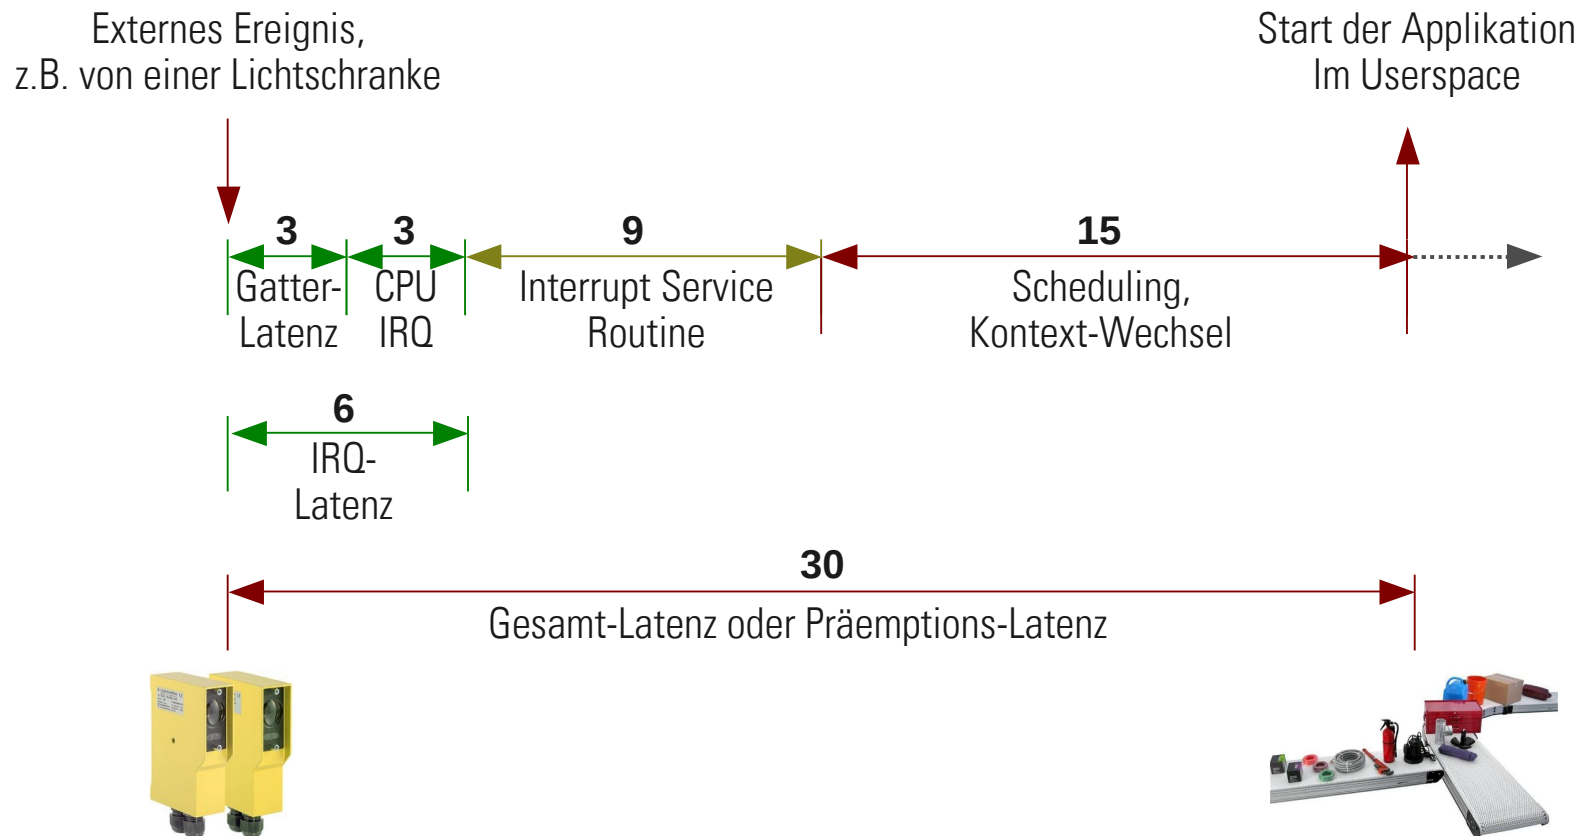 Externes Ereignis,
z.B. von einer Lichtschranke
Start der Applikation
Im Userspace
3
3
9
15
Gatter-
Latenz
CPU
IRQ
Interrupt Service
Routine
Scheduling,
Kontext-Wechsel
6
IRQ-
Latenz
30
Gesamt-Latenz oder Präemptions-Latenz